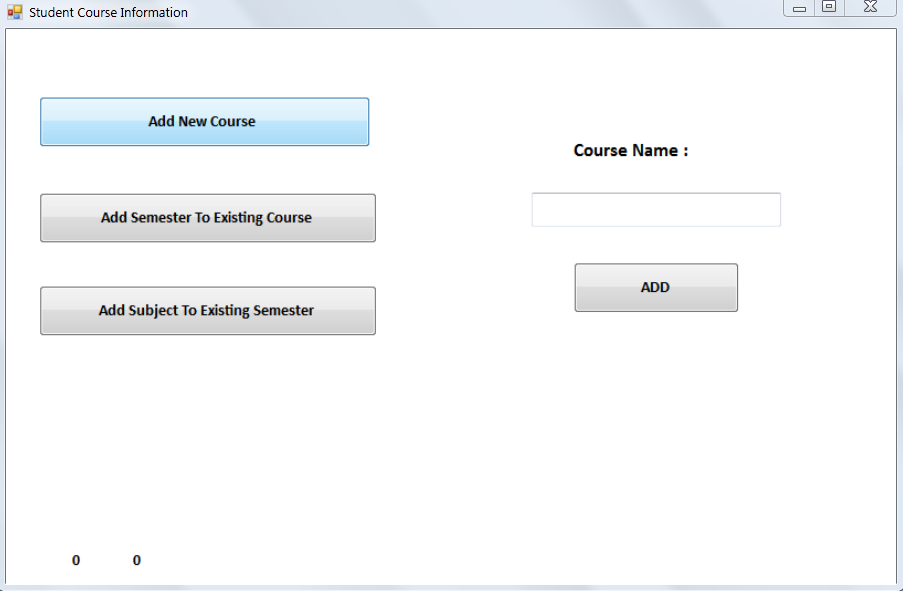 Student Course Information
Add New Course
Add Semester To Existing Course
Add Subject To Existing Semester
Course Name :
ADD
0 0